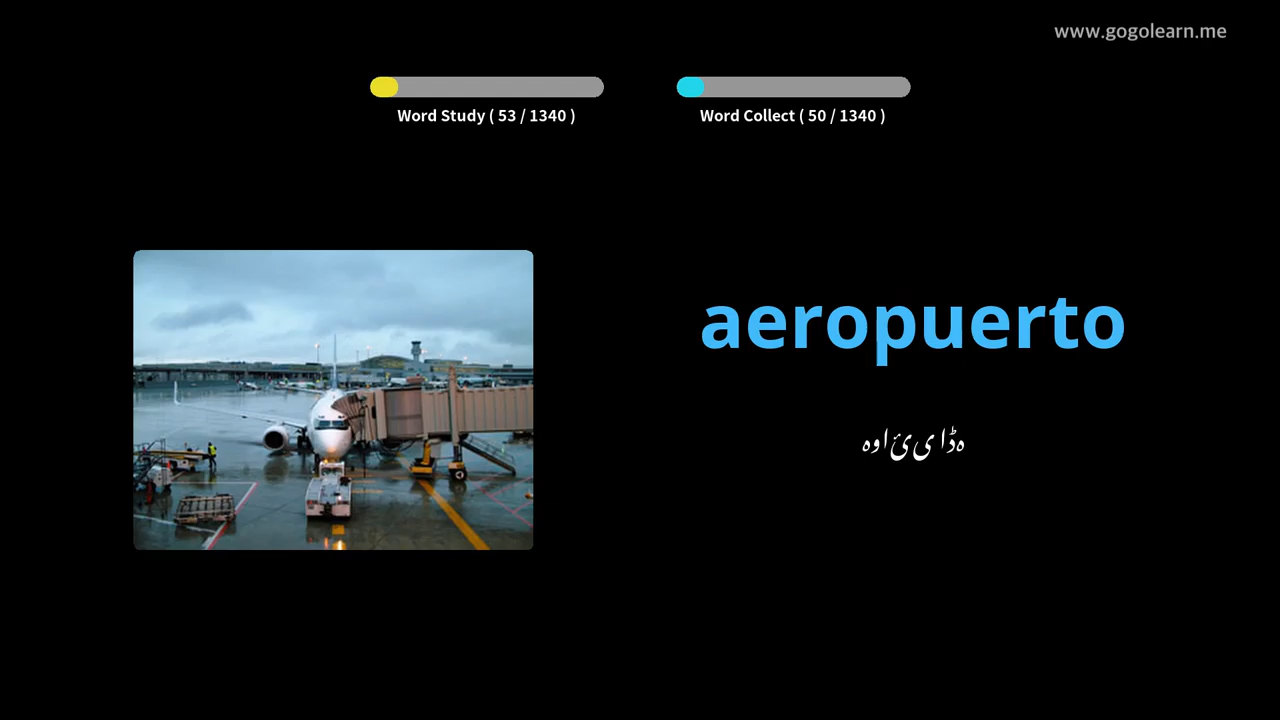 www.gogolearn.me
Word Study ( 53 / 1340 )
Word Collect ( 50 / 1340 )
aeropuerto
ہوائی اڈہ